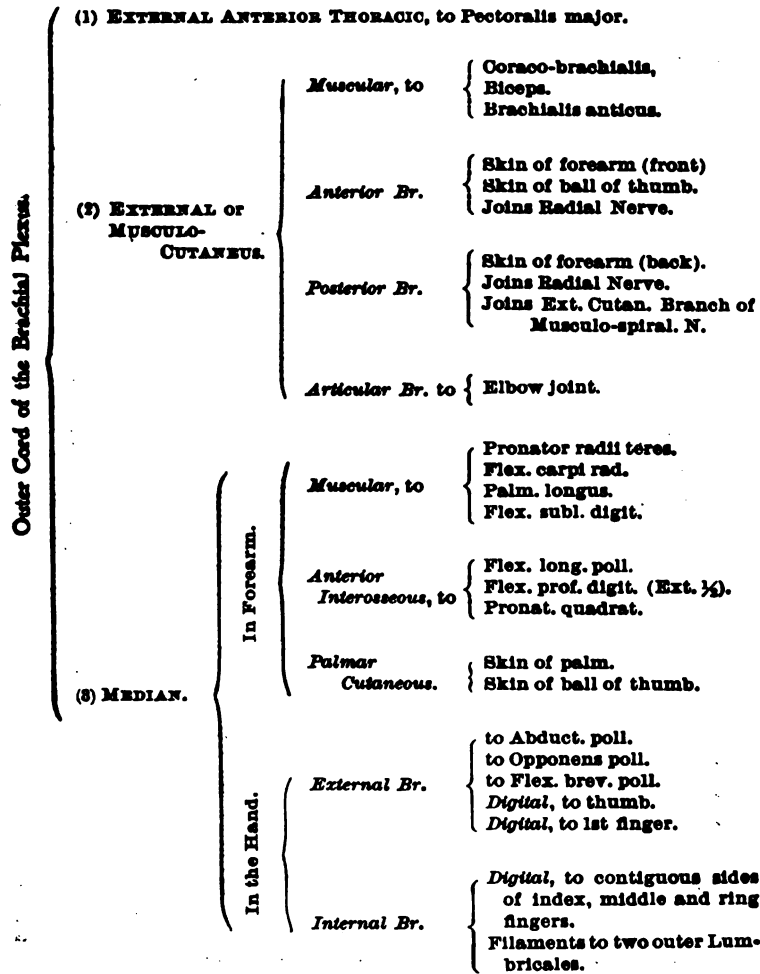 Outer Cord of the Brachial Plexus.
(1) EXTERNAL ANTERIOR THORACIC, to Pectoralis major.
(2) EXTERNAL or
MUSCULO-
CUTANEUS.
Muscular, to
Coraco-brachialis,
Biceps.
Brachialis anticus.
Anterior Br.
Skin of forearm (front)
Skin of ball of thumb.
Joins Radial Nerve.
Posterior Br.
Skin of forearm (back).
Joins Radial Nerve.
Joins Ext. Cutan. Branch of
Musculo-spiral. N.
Articular Br. to
Elbow joint.
(3) MEDIAN.
In Forearm.
Muscular, to
Pronator radii teres.
Flex. carpi rad.
Palm. longus.
Flex. subl. digit.
Anterior
Interosseous, to
Flex. long. poll.
Flex. prof. digit. (Ext. ½).
Pronat. quadrat.
Palmar
Cutaneous.
Skin of palm.
Skin of ball of thumb.
In the Hand.
External Br.
to Abduct. poll.
to Opponens poll.
to Flex. brev. poll.
Digital, to thumb.
Digital, to 1st finger.
Internal Br.
Digital, to contiguous sides
of index, middle and ring
fingers.
Filaments to two outer Lum-
bricales.